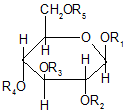 CH₂OR₅
H O OR₁
H
R₄O OR₃ H H
H OR₂